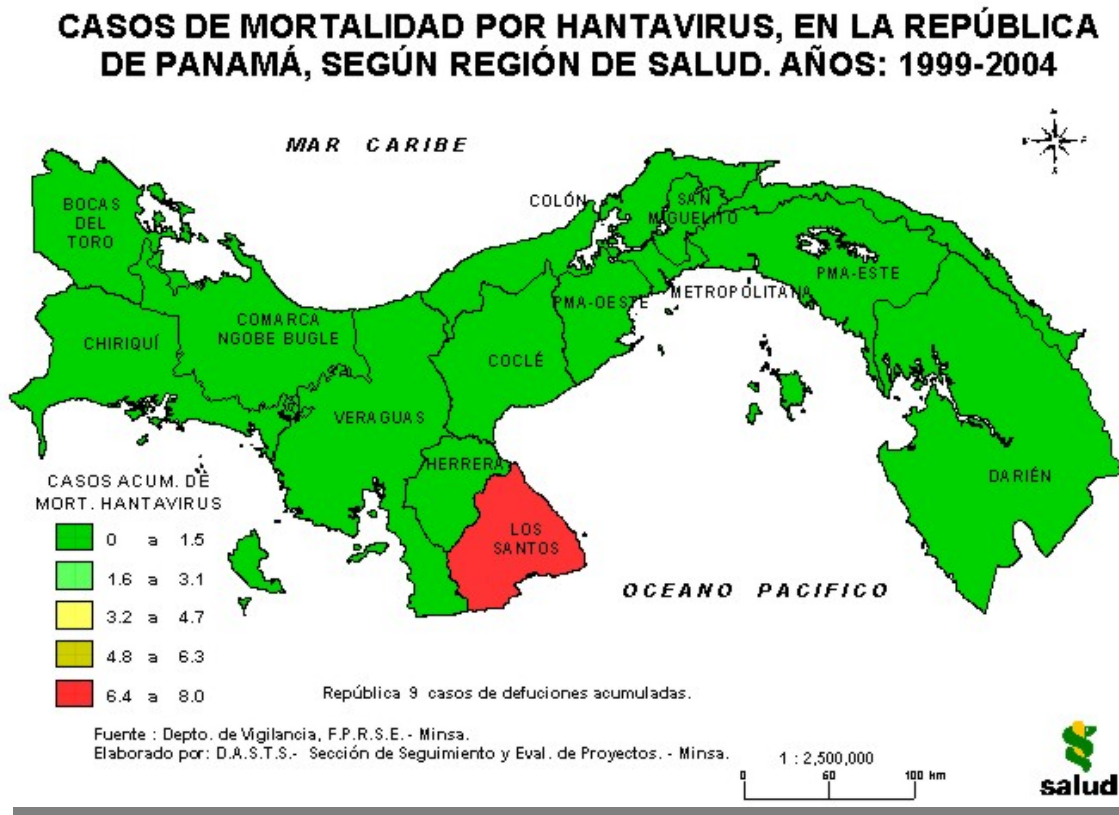 CASOS DE MORTALIDAD POR HANTAVIRUS, EN LA REPÚBLICA
DE PANAMÁ, SEGÚN REGIÓN DE SALUD. AÑOS: 1999-2004
MAR CARIBE
BOCAS
DEL
TORO
COLÓN
SAN
MIGUELITO
PMA-ESTE
PMA-OESTE
METROPOLITANA
COMARCA
NGOBE BUGLE
CHIRIQUÍ
COCLÉ
VERAGUAS
HERRERA
DARIÉN
LOS
SANTOS
OCEANO PACIFICO
CASOS ACUM. DE
MORT. HANTAVIRUS
0 a 1.5
1.6 a 3.1
3.2 a 4.7
4.8 a 6.3
6.4 a 8.0
República 9 casos de defuciones acumuladas.
Fuente : Depto. de Vigilancia, F.P.R.S.E. - Minsa.
Elaborado por: D.A.S.T.S.- Sección de Seguimiento y Eval. de Proyectos. - Minsa.
1 : 2,500,000
0 60 100 km
salud